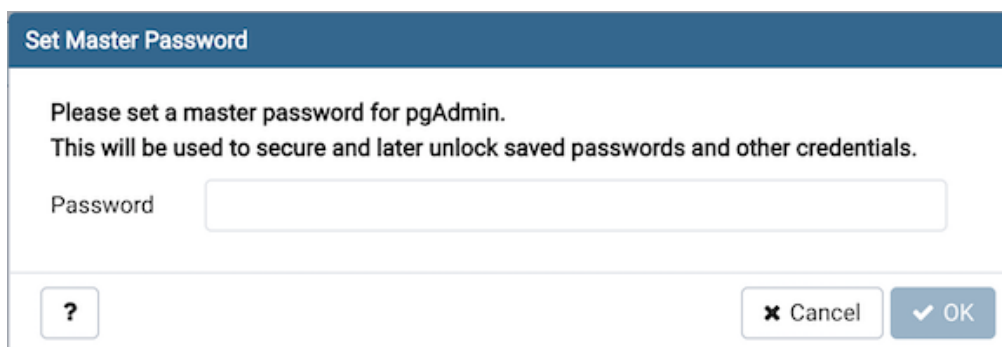 Set Master Password
Please set a master password for pgAdmin.
This will be used to secure and later unlock saved passwords and other credentials.
Password
?
✖ Cancel
✔ OK